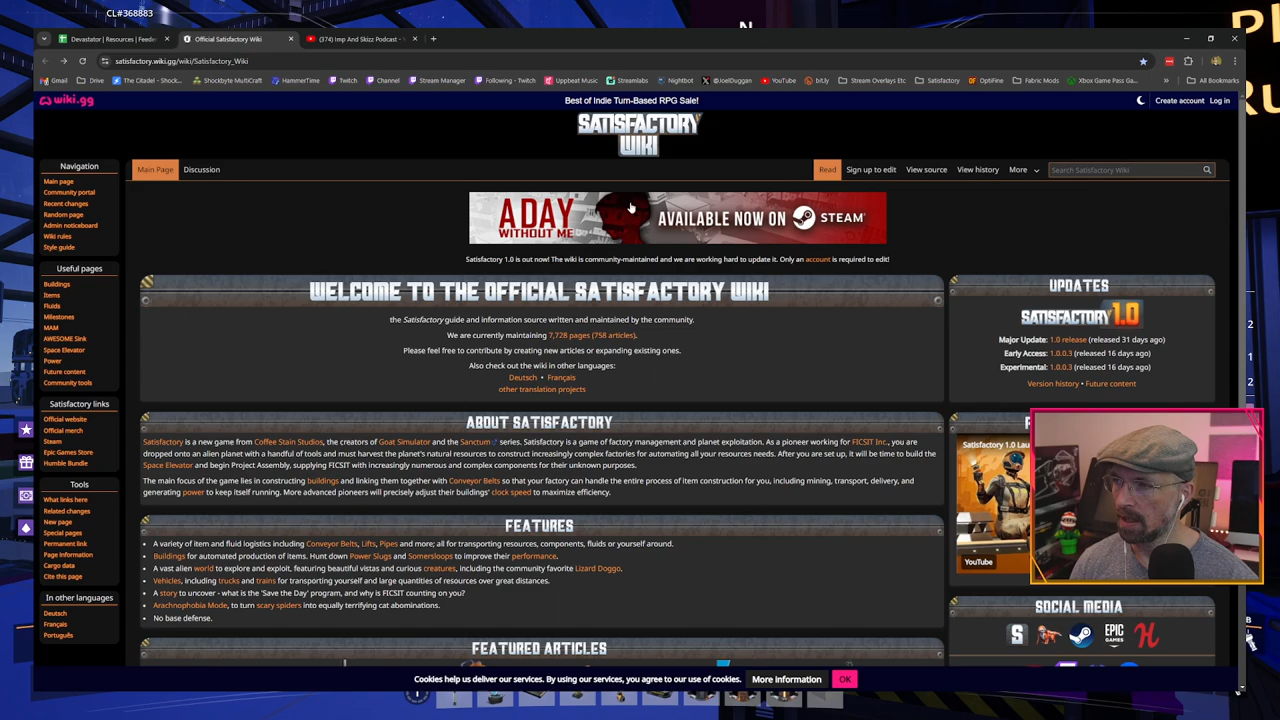 CL#368883
Devastator | Resources | Feeder
Official Satisfactory Wiki
(374) Imp And Skizz Podcast -
satisfactory.wiki.gg/wiki/Satisfactory_Wiki
Gmail
Drive
The Citadel - Shock...
Shockbyte MultiCraft
HammerTime
Twitch
Channel
Stream Manager
Following - Twitch
Uppbeat Music
Streamlabs
Nightbot
@JoelDuggan
YouTube
bit.ly
Stream Overlays Etc
Satisfactory
OptiFine
Fabric Mods
Xbox Game Pass Ga...
All Bookmarks
wiki.gg
Best of Indie Turn-Based RPG Sale!
Create account
Log in
SATISFACTORY
WIKI
Main Page
Discussion
Read
Sign up to edit
View source
View history
More
Search Satisfactory Wiki
Navigation
Main page
Community portal
Recent changes
Random page
Admin noticeboard
Wiki rules
Style guide
Useful pages
Buildings
Items
Fluids
Milestones
MAM
AWESOME Sink
Space Elevator
Power
Future content
Community tools
Satisfactory links
Official website
Official merch
Steam
Epic Games Store
Humble Bundle
Tools
What links here
Related changes
New page
Special pages
Permanent link
Page information
Cargo data
Cite this page
In other languages
Deutsch
Français
Português
A DAY
WITHOUT ME
AVAILABLE NOW ON STEAM
Satisfactory 1.0 is out now! The wiki is community-maintained and we are working hard to update it. Only an account is required to edit!
WELCOME TO THE OFFICIAL SATISFACTORY WIKI
the Satisfactory guide and information source written and maintained by the community.
We are currently maintaining 7,728 pages (758 articles).
Please feel free to contribute by creating new articles or expanding existing ones.
Also check out the wiki in other languages:
Deutsch • Français
other translation projects
ABOUT SATISFACTORY
Satisfactory is a new game from Coffee Stain Studios, the creators of Goat Simulator and the Sanctum series. Satisfactory is a game of factory management and planet exploitation. As a pioneer working for FICSIT Inc., you are
dropped onto an alien planet with a handful of tools and must harvest the planet's natural resources to construct increasingly complex factories for automating all your resources needs. After you are set up, it will be time to build the
Space Elevator and begin Project Assembly, supplying FICSIT with increasingly numerous and complex components for their unknown purposes.
The main focus of the game lies in constructing buildings and linking them together with Conveyor Belts so that your factory can handle the entire process of item construction for you, including mining, transport, delivery, and
generating power to keep itself running. More advanced pioneers will precisely adjust their buildings' clock speed to maximize efficiency.
FEATURES
• A variety of item and fluid logistics including Conveyor Belts, Lifts, Pipes and more; all for transporting resources, components, fluids or yourself around.
• Buildings for automated production of items. Hunt down Power Slugs and Somersloops to improve their performance.
• A vast alien world to explore and exploit, featuring beautiful vistas and curious creatures, including the community favorite Lizard Doggo.
• Vehicles, including trucks and trains for transporting yourself and large quantities of resources over great distances.
• A story to uncover - what is the 'Save the Day' program, and why is FICSIT counting on you?
• Arachnophobia Mode, to turn scary spiders into equally terrifying cat abominations.
• No base defense.
FEATURED ARTICLES
UPDATES
SATISFACTORY 1.0
Major Update: 1.0 release (released 31 days ago)
Early Access: 1.0.0.3 (released 16 days ago)
Experimental: 1.0.0.3 (released 16 days ago)
Version history • Future content
Satisfactory 1.0 Lau
YouTube
SOCIAL MEDIA
EPIC
GAMES
Cookies help us deliver our services. By using our services, you agree to our use of cookies.
More information
OK